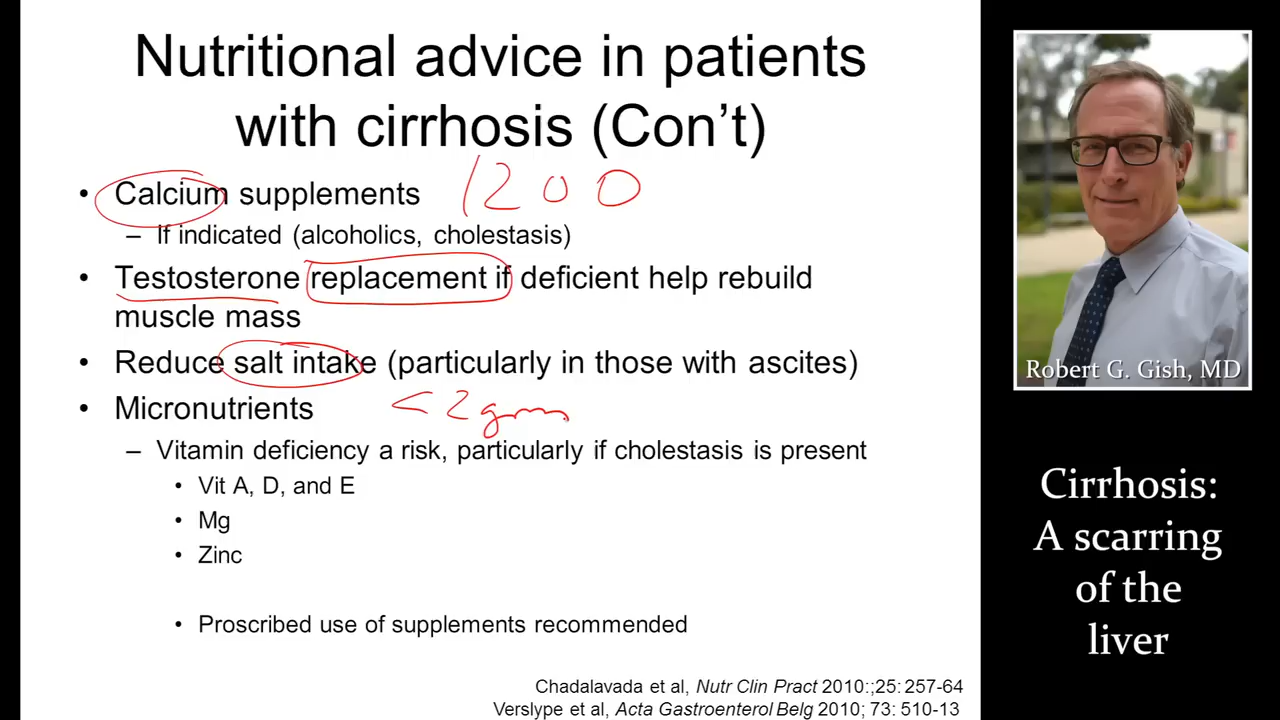 Nutritional advice in patients
with cirrhosis (Con't)
• Calcium supplements 1200
– If indicated (alcoholics, cholestasis)
• Testosterone replacement if deficient help rebuild
muscle mass
• Reduce salt intake (particularly in those with ascites)
• Micronutrients < 2 gm
– Vitamin deficiency a risk, particularly if cholestasis is present
• Vit A, D, and E
• Mg
• Zinc
• Proscribed use of supplements recommended
Chadalavada et al, Nutr Clin Pract 2010:;25: 257-64
Verslype et al, Acta Gastroenterol Belg 2010; 73: 510-13
Robert G. Gish, MD
Cirrhosis:
A scarring
of the
liver